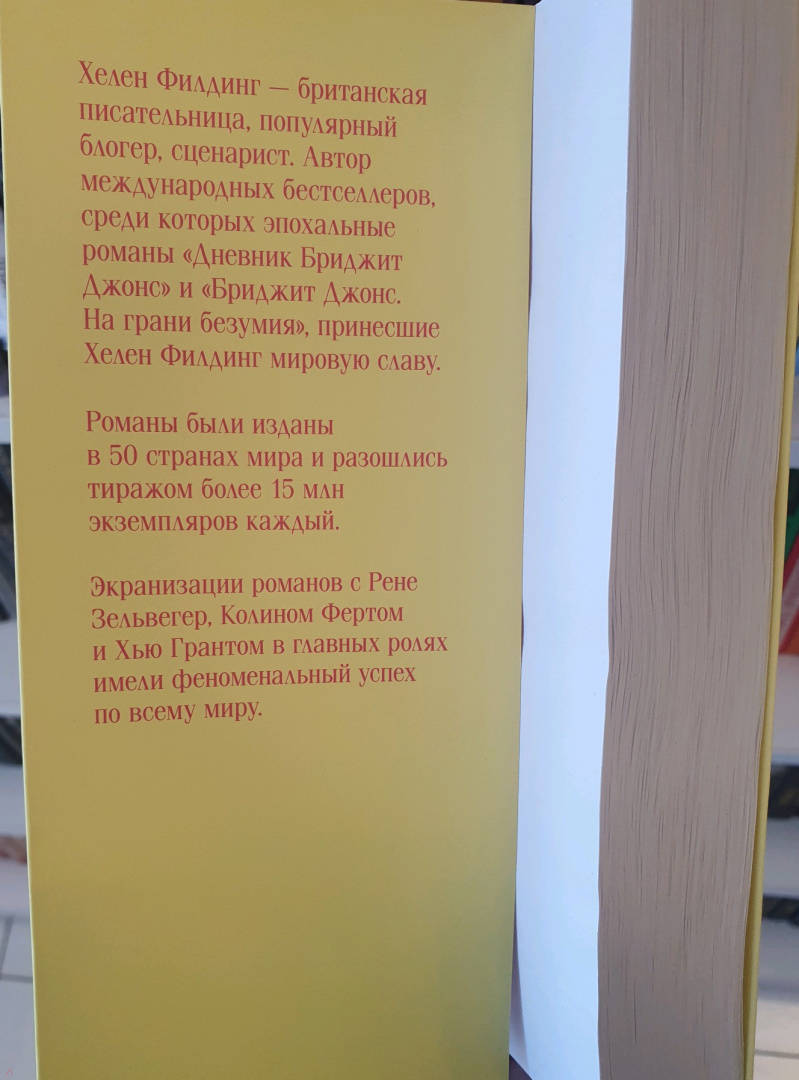 Хелен Филдинг — британская
писательница, популярный
блогер, сценарист. Автор
международных бестселлеров,
среди которых эпохальные
романы «Дневник Бриджит
Джонс» и «Бриджит Джонс.
На грани безумия», принесшие
Хелен Филдинг мировую славу.
Романы были изданы
в 50 странах мира и разошлись
тиражом более 15 млн
экземпляров каждый.
Экранизации романов с Рене
Зельвегер, Колином Фертом
и Хью Грантом в главных ролях
имели феноменальный успех
по всему миру.